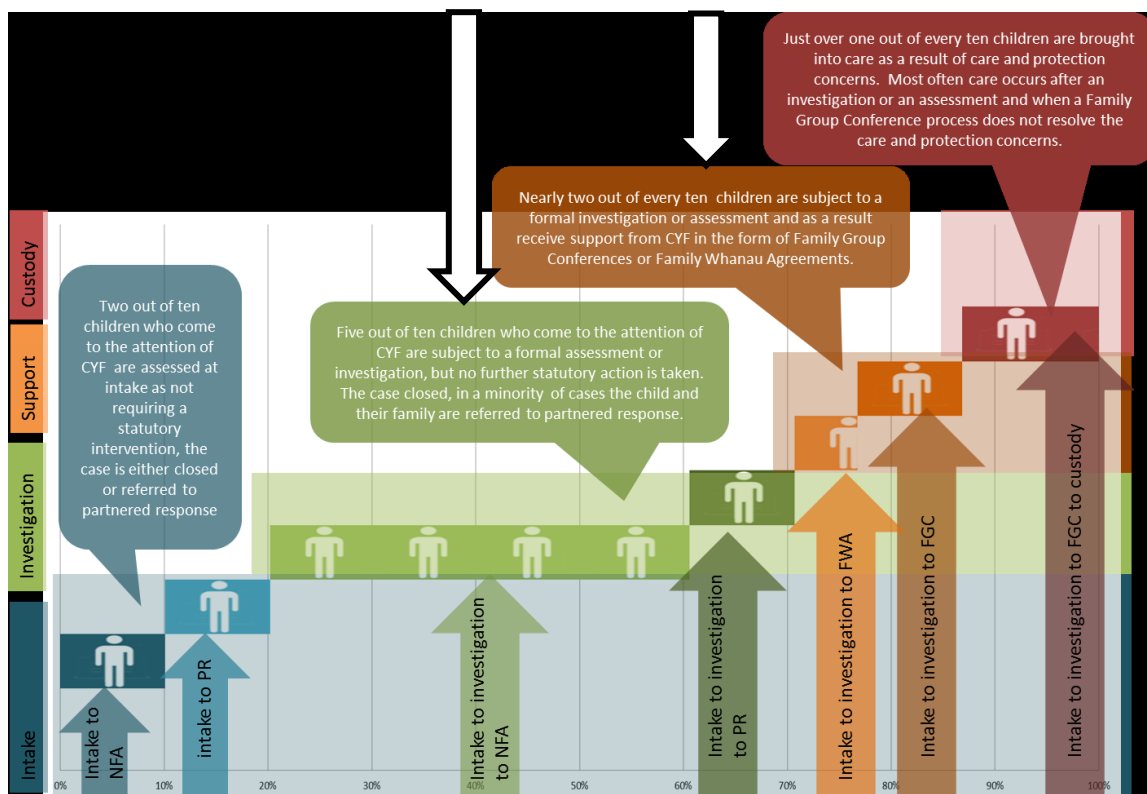 Just over one out of every ten children are brought
into care as a result of care and protection
concerns. Most often care occurs after an
investigation or an assessment and when a Family
Group Conference process does not resolve the
care and protection concerns.
Nearly two out of every ten children are subject to
a formal investigation or assessment and as a result
receive support from CYF in the form of Family Group
Conferences or Family Whanau Agreements.
Two out of ten
children who come
to the attention of
CYF are assessed at
intake as not
requiring a
statutory
intervention, the
case is either closed
or referred to
partnered response
Five out of ten children who come to the attention of
CYF are subject to a formal assessment or
investigation, but no further statutory action is taken.
The case closed, in a minority of cases the child and
their family are referred to partnered response.
Custody
Support
Investigation
Intake
Intake to
NFA
intake to PR
Intake to investigation
to NFA
Intake to investigation
to PR
Intake to investigation to FWA
Intake to investigation to FGC
Intake to investigation to FGC to custody
0%
10%
20%
30%
40%
50%
60%
70%
80%
90%
100%